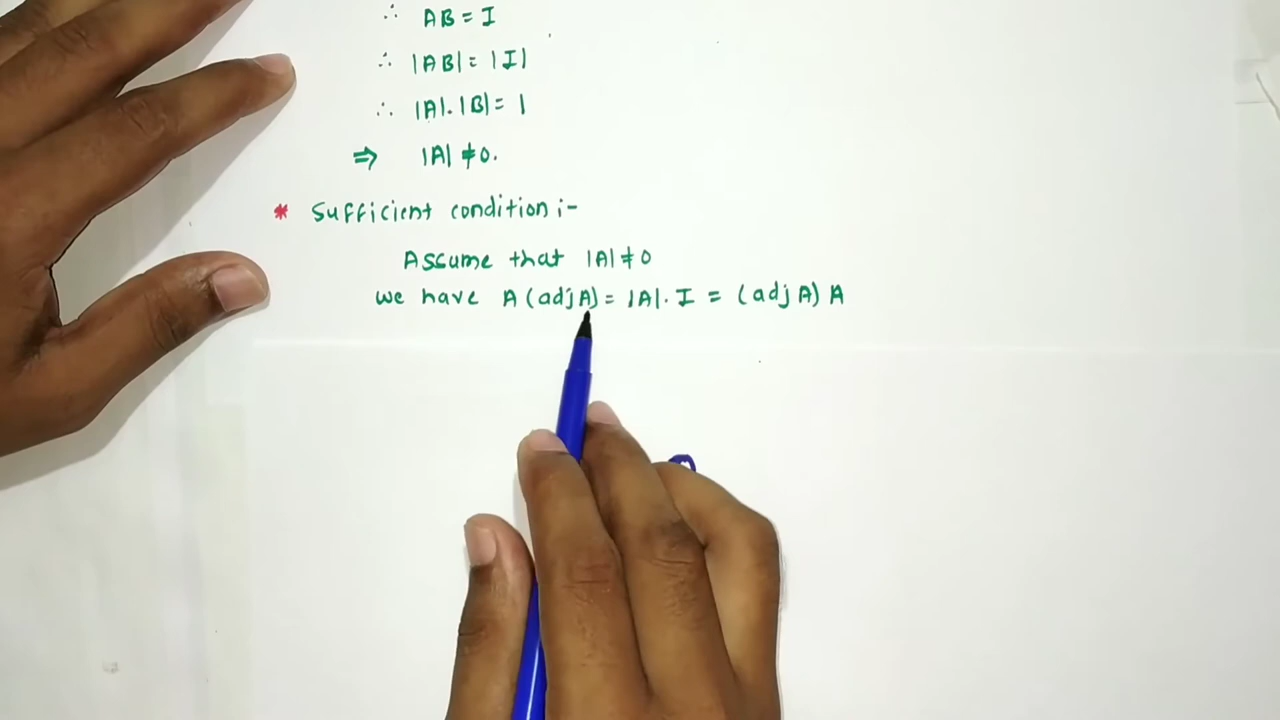 ∴ AB = I
∴ |AB| = |I|
∴ |A|.|B| = 1
⇒ |A| ≠ 0.
* Sufficient condition :-
Assume that |A| ≠ 0
we have A (adj A) = |A| . I = (adj A) A